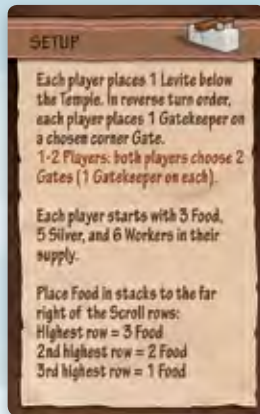 SETUP
Each player places 1 Levite below
the Temple. In reverse turn order,
each player places 1 Gatekeeper on
a chosen corner Gate.
1-2 Players: both players choose 2
Gates (1 Gatekeeper on each).
Each player starts with 3 Food,
5 Silver, and 6 Workers in their
supply.
Place Food in stacks to the far
right of the Scroll rows:
Highest row = 3 Food
2nd highest row = 2 Food
3rd highest row = 1 Food